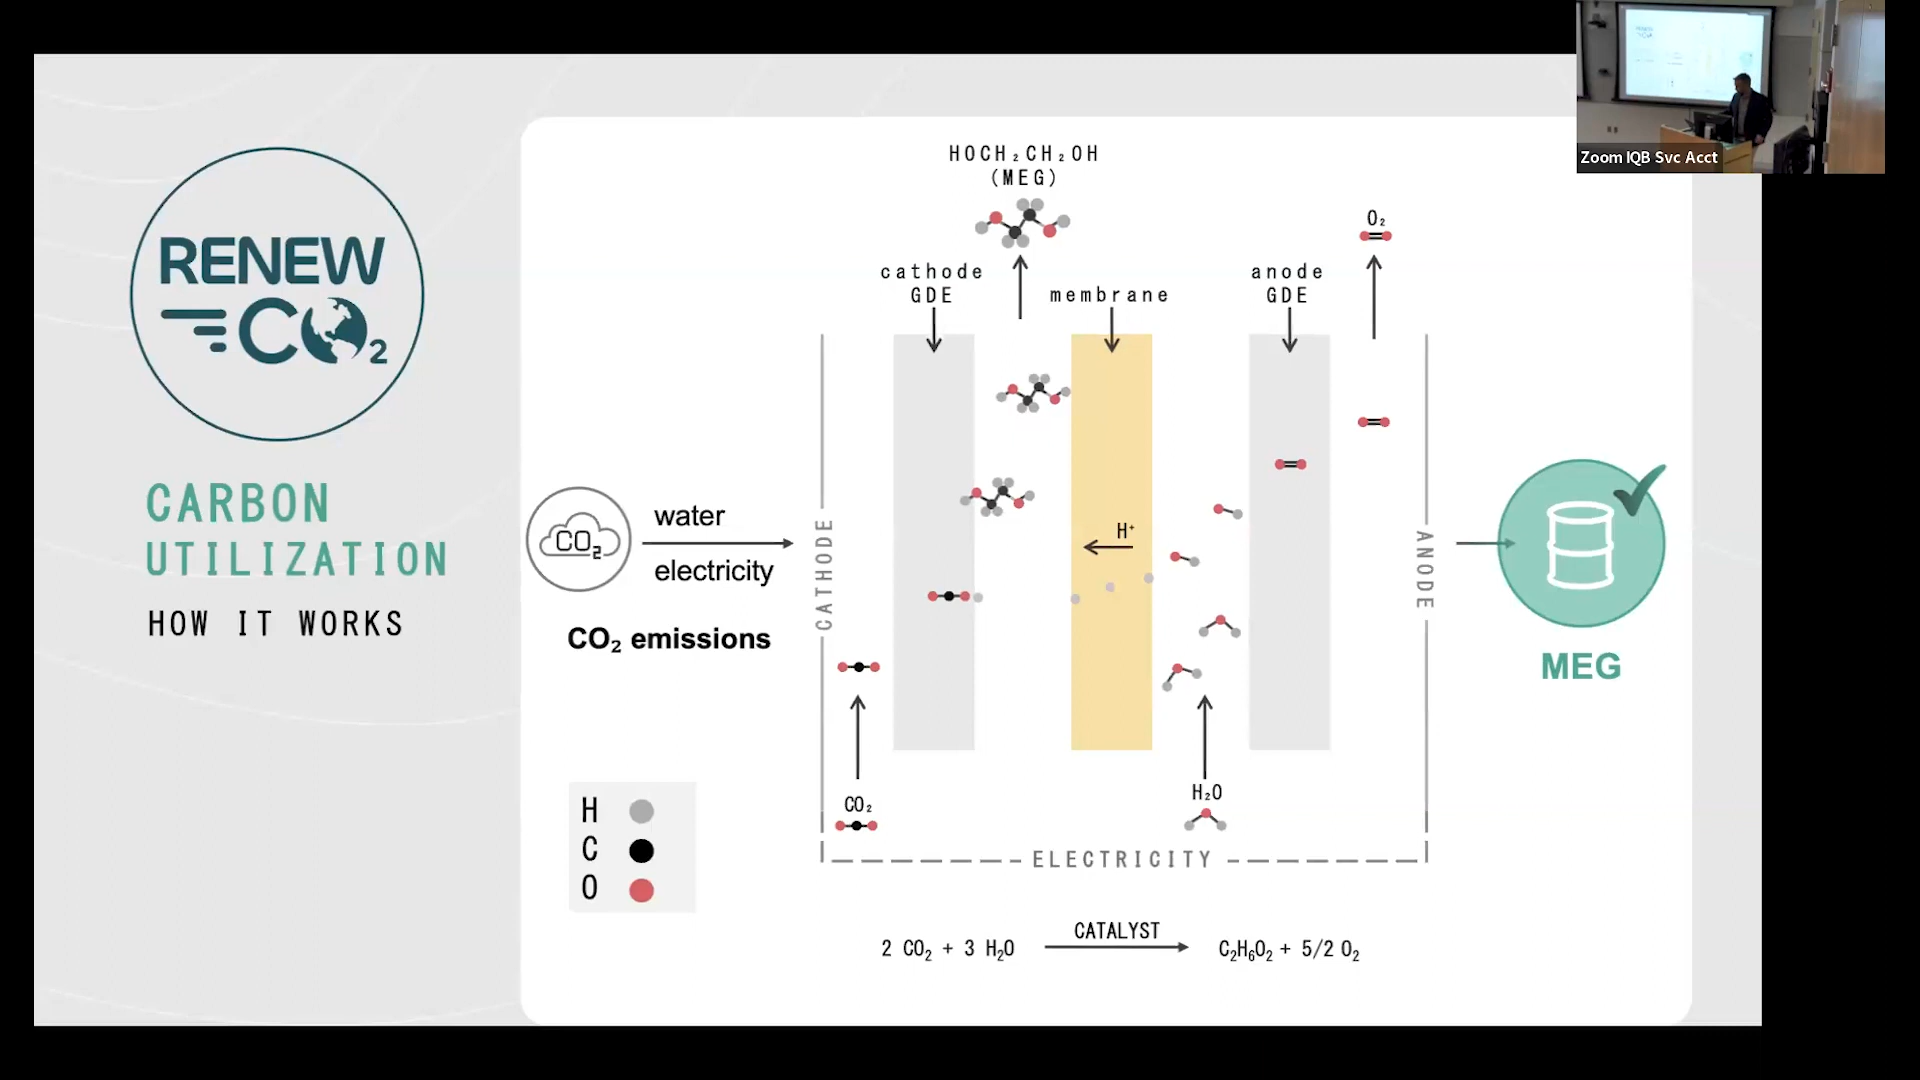 Zoom IQB Svc Acct
RENEW
CO2
CARBON
UTILIZATION
HOW IT WORKS
HOCH₂CH₂OH
(MEG)
O₂
cathode
GDE
membrane
anode
GDE
CO₂
water
electricity
CO₂ emissions
CATHODE
H⁺
ANODE
MEG
CO₂
H₂O
ELECTRICITY
H
C
O
CATALYST
2 CO₂ + 3 H₂O
C₂H₆O₂ + 5/2 O₂